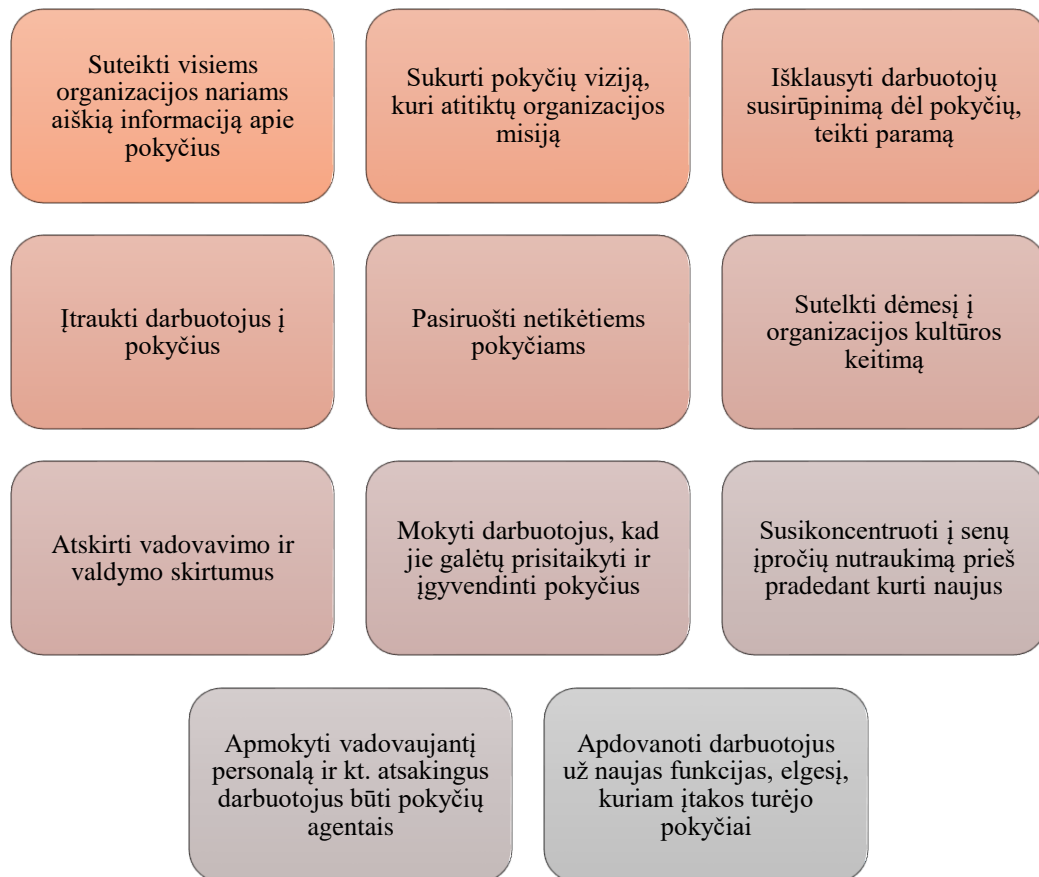 Suteikti visiems
organizacijos nariams
aiškią informaciją apie
pokyčius
Sukurti pokyčių viziją,
kuri atitiktų organizacijos
misiją
Išklausyti darbuotojų
susirūpinimą dėl pokyčių,
teikti paramą
Įtraukti darbuotojus į
pokyčius
Pasiruošti netikėtiems
pokyčiams
Sutelkti dėmesį į
organizacijos kultūros
keitimą
Atskirti vadovavimo ir
valdymo skirtumus
Mokyti darbuotojus, kad
jie galėtų prisitaikyti ir
įgyvendinti pokyčius
Susikoncentruoti į senų
įpročių nutraukimą prieš
pradedant kurti naujus
Apmokyti vadovaujantį
personalą ir kt. atsakingus
darbuotojus būti pokyčių
agentais
Apdovanoti darbuotojus
už naujas funkcijas, elgesį,
kuriam įtakos turėjo
pokyčiai